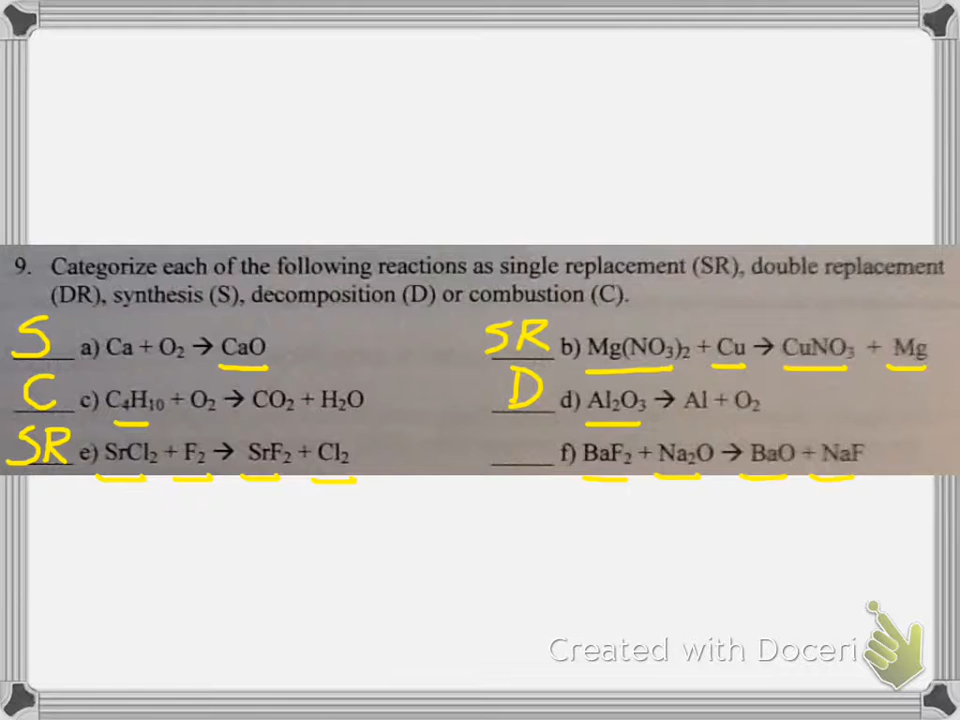 9. Categorize each of the following reactions as single replacement (SR), double replacement
(DR), synthesis (S), decomposition (D) or combustion (C).
S a) Ca + O₂ → CaO SR b) Mg(NO₃)₂ + Cu → CuNO₃ + Mg
C c) C₄H₁₀ + O₂ → CO₂ + H₂O D d) Al₂O₃ → Al + O₂
SR e) SrCl₂ + F₂ → SrF₂ + Cl₂ ____ f) BaF₂ + Na₂O → BaO + NaF
Created with Doceri